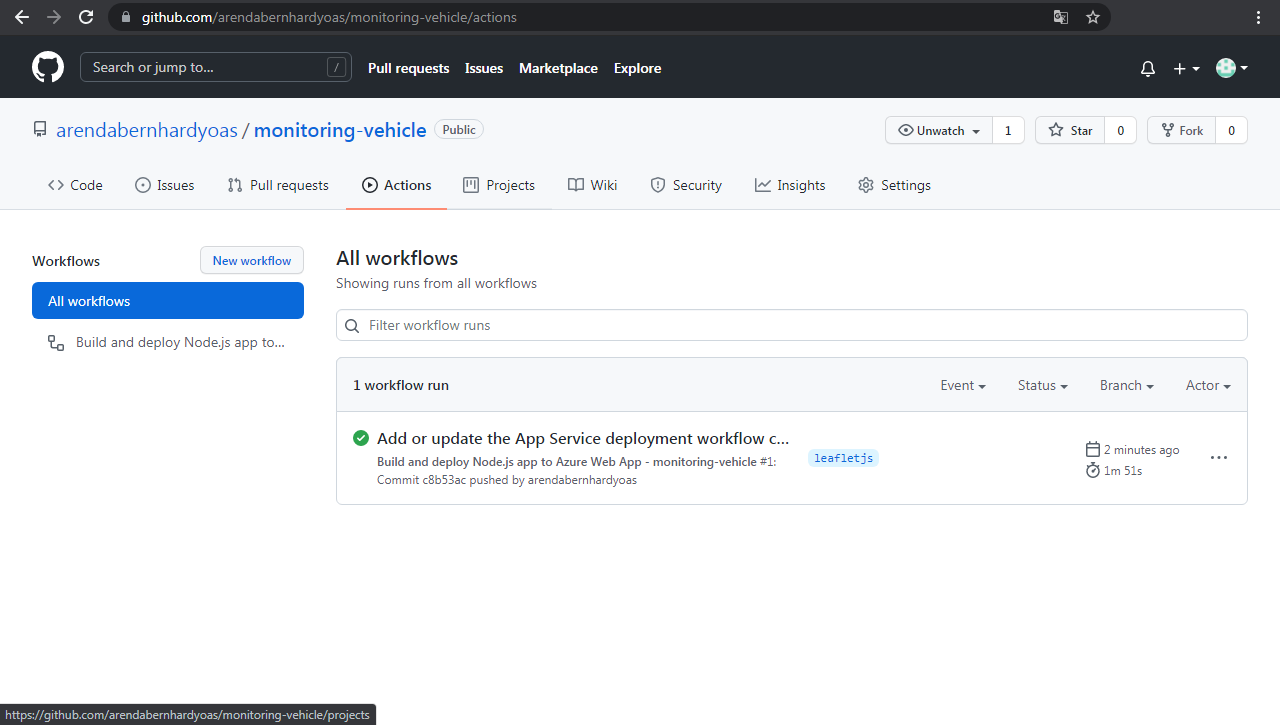 github.com/arendabernhardyoas/monitoring-vehicle/actions
Search or jump to... /
Pull requests Issues Marketplace Explore
arendabernhardyoas / monitoring-vehicle Public
Unwatch 1 Star 0 Fork 0
Code Issues Pull requests Actions Projects Wiki Security Insights Settings
Workflows
New workflow
All workflows
Build and deploy Node.js app to...
All workflows
Showing runs from all workflows
Filter workflow runs
1 workflow run Event Status Branch Actor
Add or update the App Service deployment workflow c...
Build and deploy Node.js app to Azure Web App - monitoring-vehicle #1:
Commit c8b53ac pushed by arendabernhardyoas
leafletjs
2 minutes ago
1m 51s
https://github.com/arendabernhardyoas/monitoring-vehicle/projects